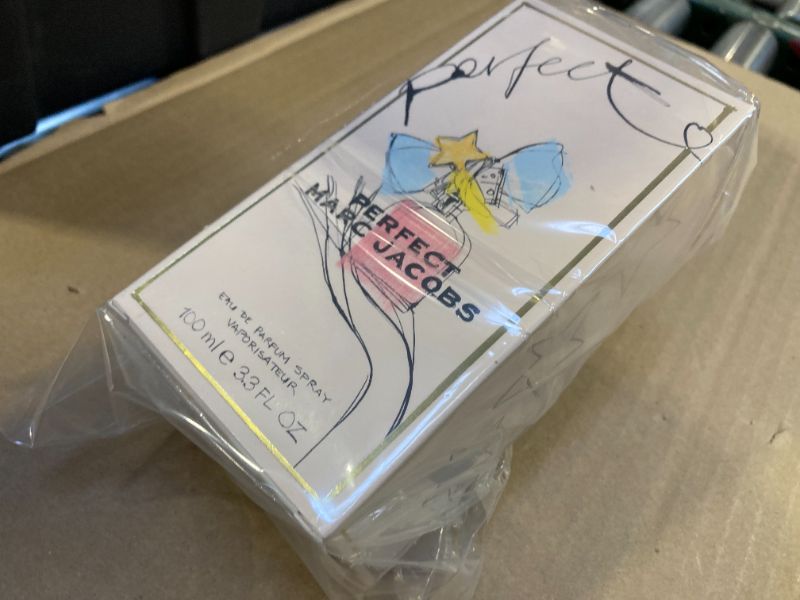 perfect
PERFECT
MARC JACOBS
EAU DE PARFUM SPRAY
VAPORISATEUR
100 ml e 3.3 FL OZ